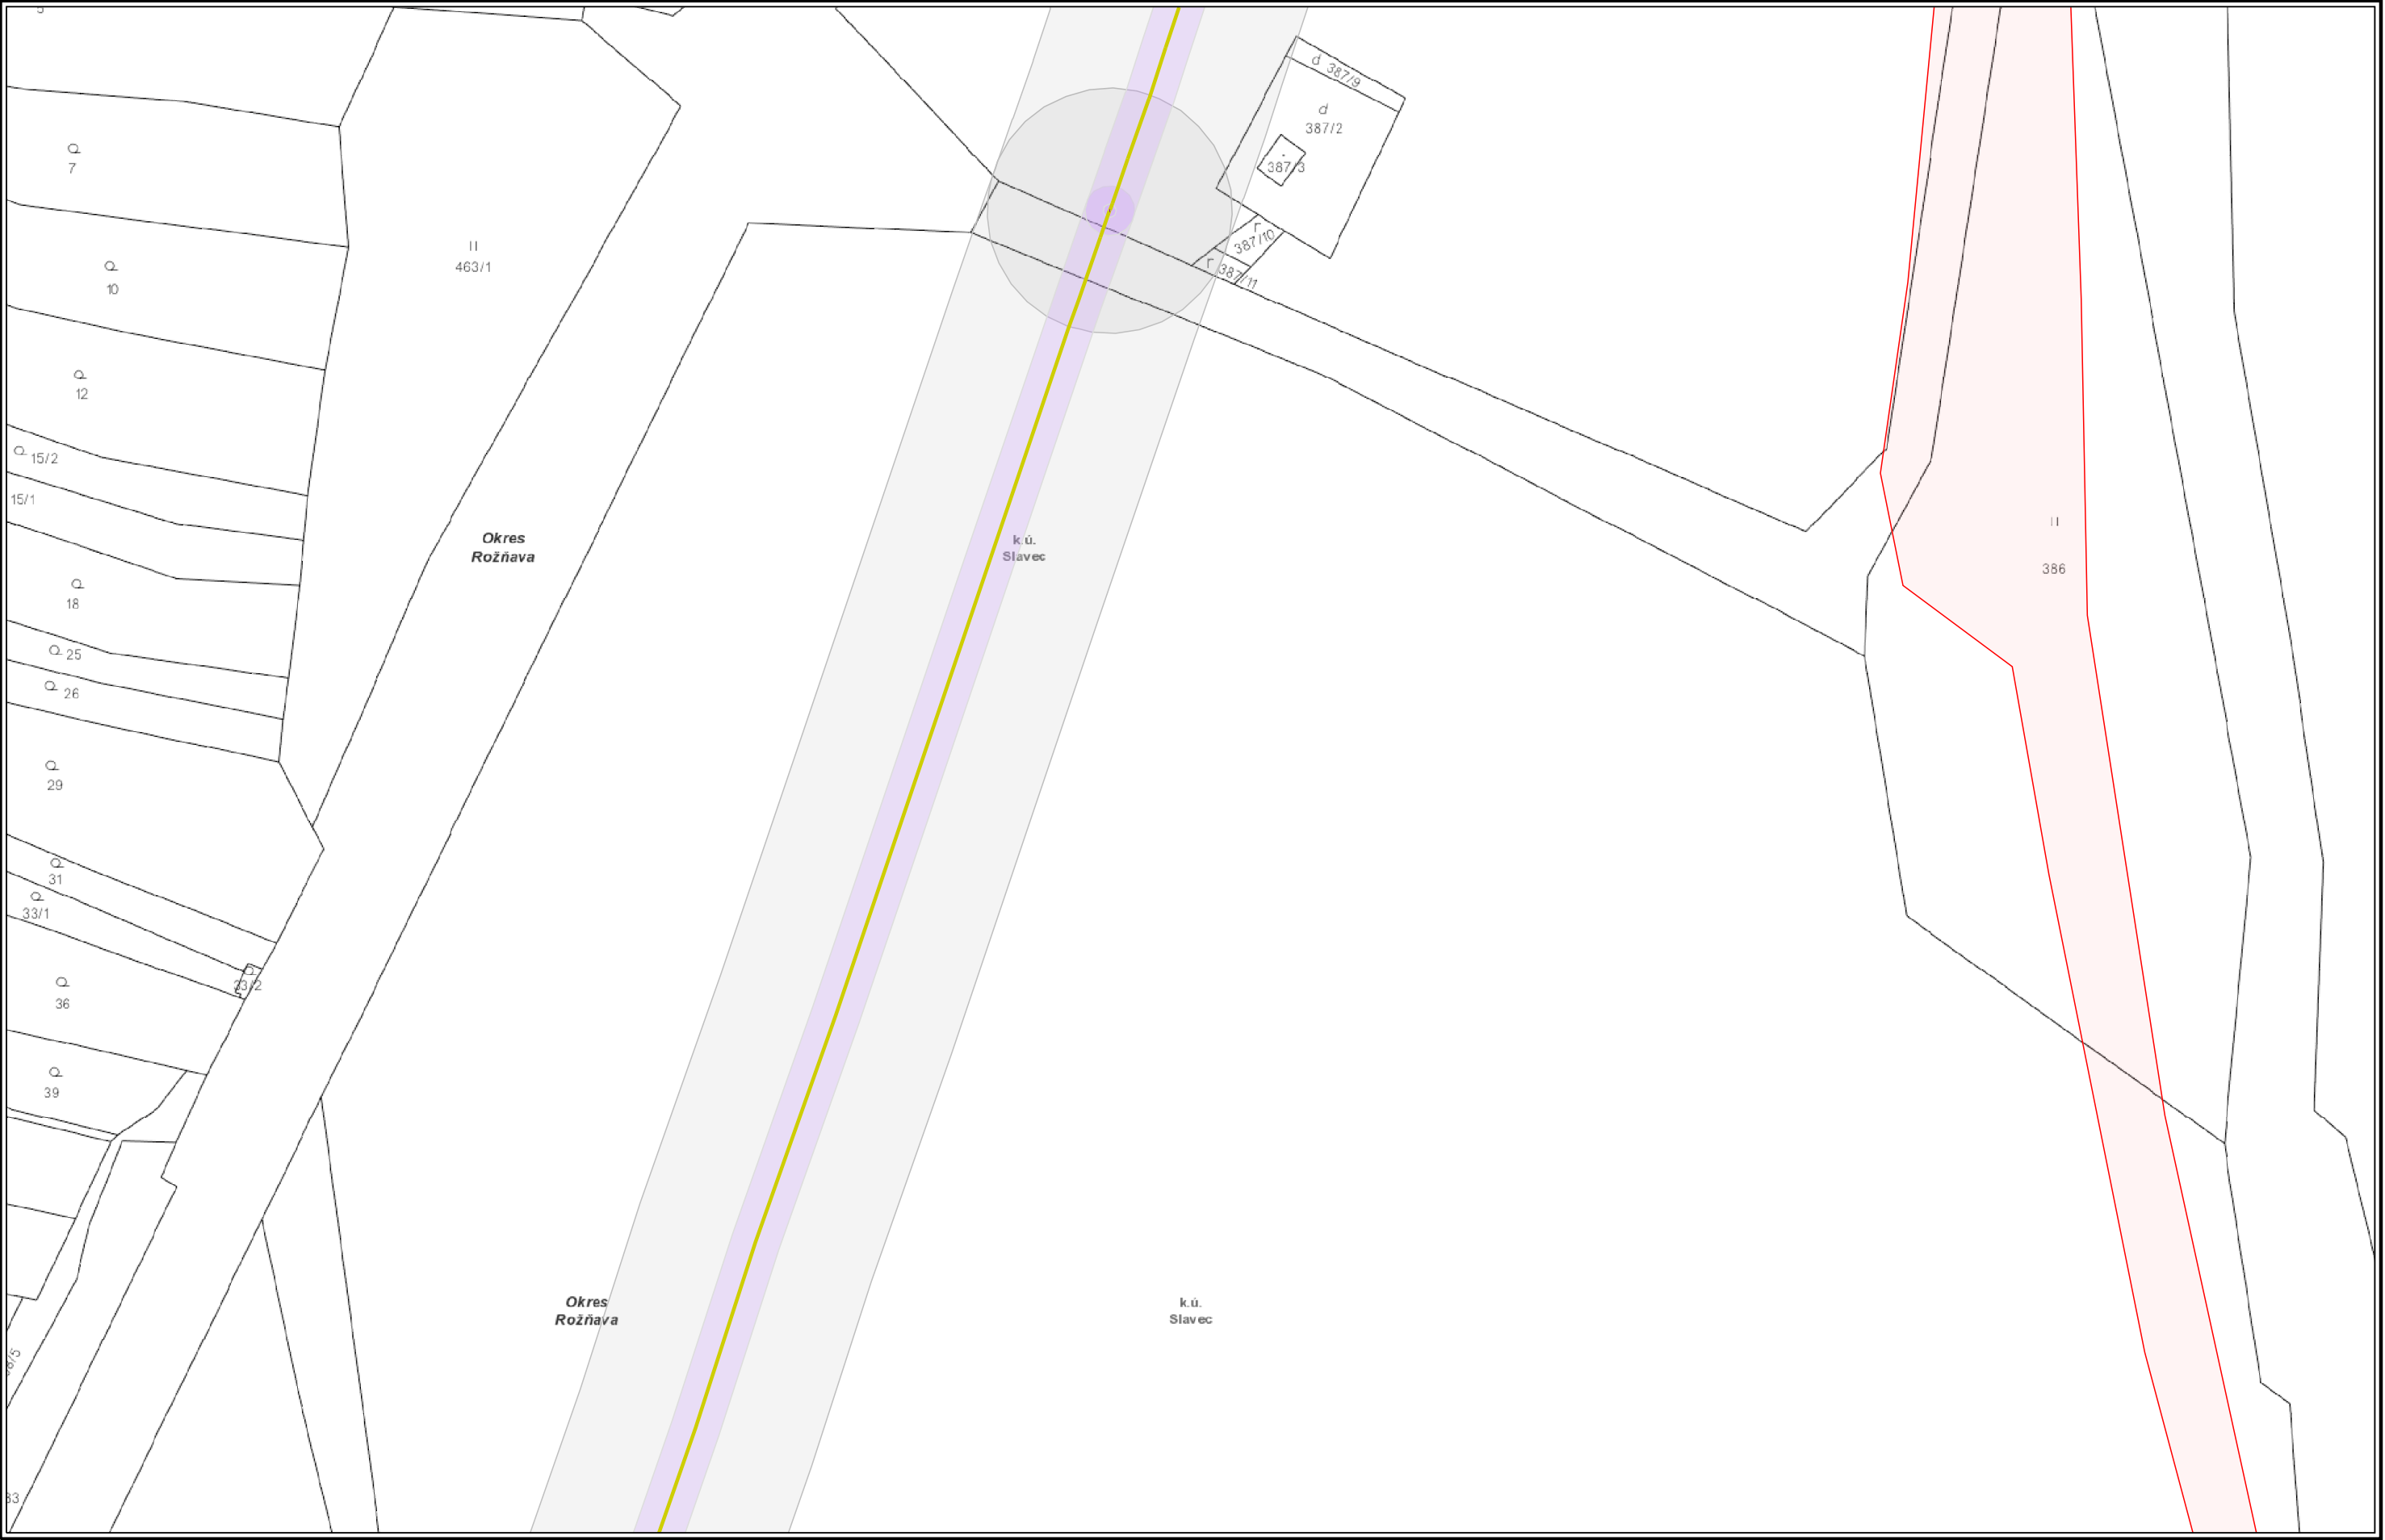 d 387/9
d
387/2
387/3
r
387/10
r 387/11
Q
7
II
463/1
Q
10
Q
12
Q 15/2
15/1
Okres
Rožňava
k.ú.
Slavec
II
386
Q
18
Q 25
Q 26
Q
29
Q
31
Q
33/1
Q
33/2
Q
36
Q
39
Okres
Rožňava
k.ú.
Slavec